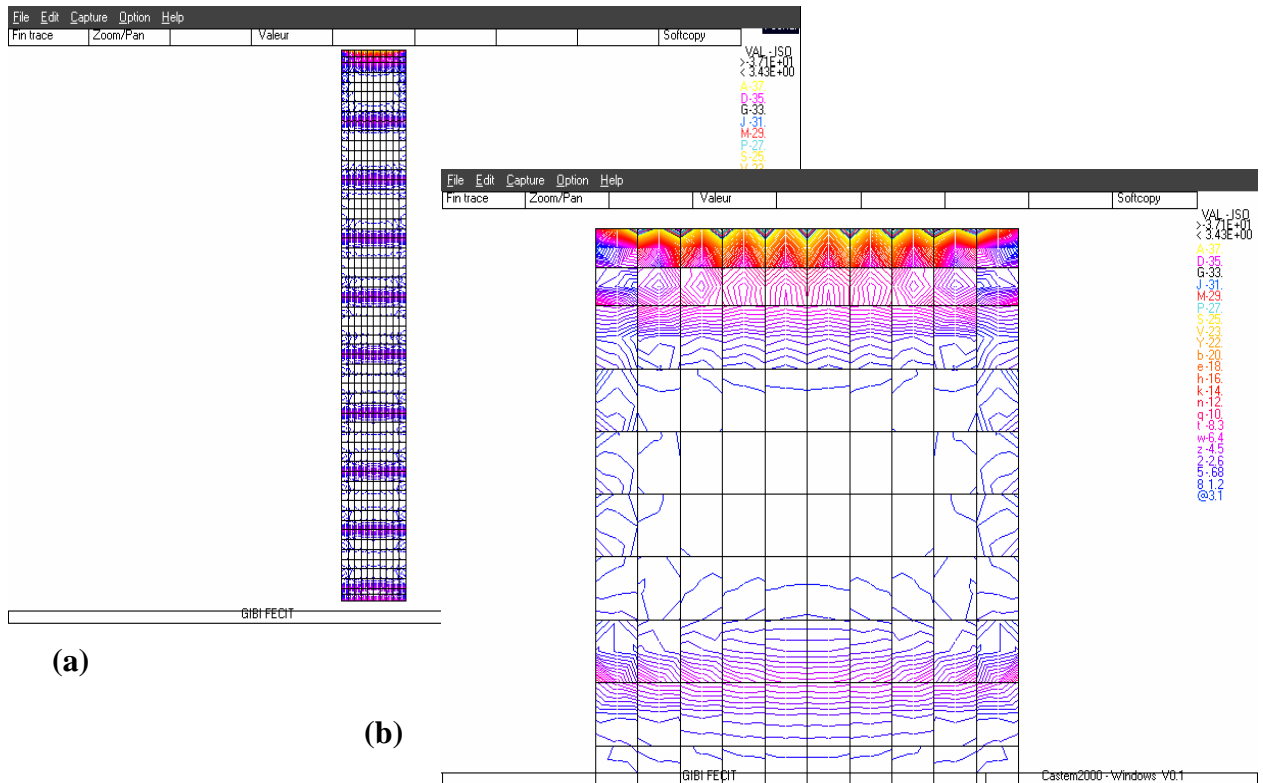 File Edit Capture Option Help
Fin trace Zoom/Pan Valeur Softcopy
VAL - ISO
>-3.71E+01
< 3.43E+00
A-37.
D-35.
G-33.
J -31.
M-29.
P-27.
S-25.
GIBI FECIT
(a)
File Edit Capture Option Help
Fin trace Zoom/Pan Valeur Softcopy
VAL - ISO
>-3.71E+01
< 3.43E+00
A-37.
D-35.
G-33.
J -31.
M-29.
P-27.
S-25.
V-23.
Y-22.
b-20.
e-18.
h-16.
k-14.
n-12.
q-10.
t -8.3
w-6.4
z -4.5
2-2.6
5-.68
8 1.2
@3.1
GIBI FECIT
Castem2000 - Windows V0.1
(b)